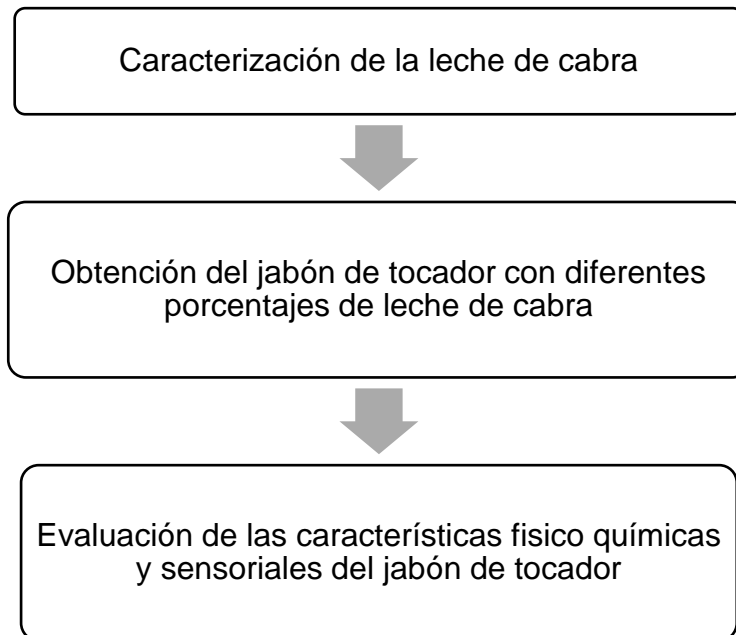 Caracterización de la leche de cabra
Obtención del jabón de tocador con diferentes
porcentajes de leche de cabra
Evaluación de las características fisico químicas
y sensoriales del jabón de tocador